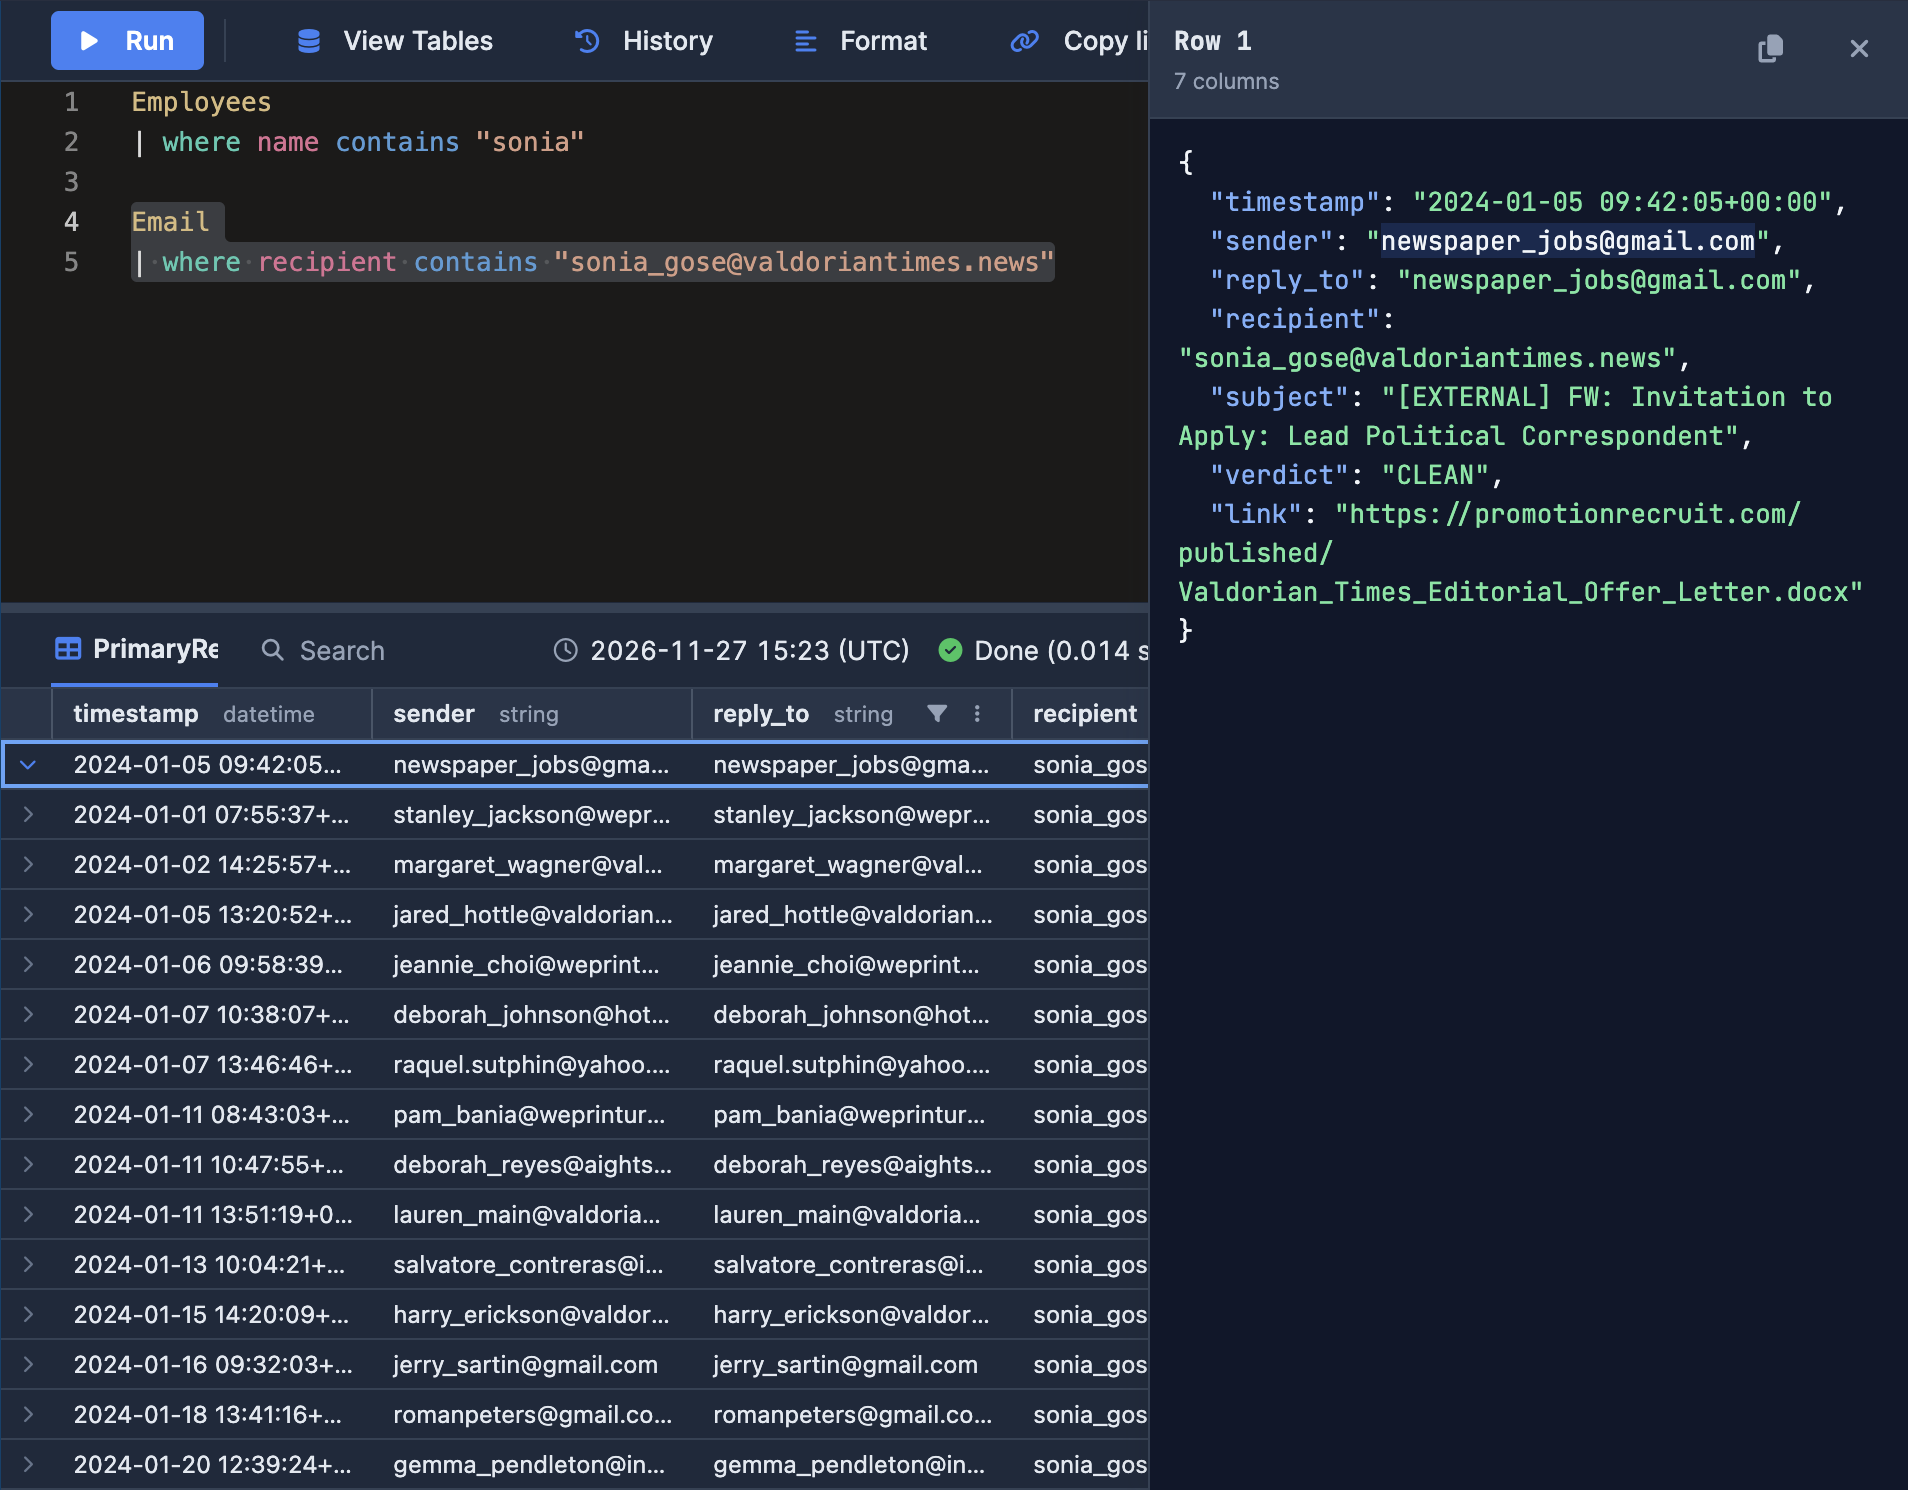 Run
View Tables
History
Format
Copy li
1 Employees
2 | where name contains "sonia"
3
4 Email
5 | where recipient contains "sonia_gose@valdoriantimes.news"
PrimaryRe
Search
2026-11-27 15:23 (UTC)
Done (0.014 s
timestamp datetime sender string reply_to string recipient
2024-01-05 09:42:05... newspaper_jobs@gma... newspaper_jobs@gma... sonia_gos
2024-01-01 07:55:37+... stanley_jackson@wepr... stanley_jackson@wepr... sonia_gos
2024-01-02 14:25:57+... margaret_wagner@val... margaret_wagner@val... sonia_gos
2024-01-05 13:20:52+... jared_hottle@valdorian... jared_hottle@valdorian... sonia_gos
2024-01-06 09:58:39... jeannie_choi@weprint... jeannie_choi@weprint... sonia_gos
2024-01-07 10:38:07+... deborah_johnson@hot... deborah_johnson@hot... sonia_gos
2024-01-07 13:46:46+... raquel.sutphin@yahoo.... raquel.sutphin@yahoo.... sonia_gos
2024-01-11 08:43:03+... pam_bania@weprintur... pam_bania@weprintur... sonia_gos
2024-01-11 10:47:55+... deborah_reyes@aights... deborah_reyes@aights... sonia_gos
2024-01-11 13:51:19+0... lauren_main@valdoria... lauren_main@valdoria... sonia_gos
2024-01-13 10:04:21+... salvatore_contreras@i... salvatore_contreras@i... sonia_gos
2024-01-15 14:20:09+... harry_erickson@valdor... harry_erickson@valdor... sonia_gos
2024-01-16 09:32:03+... jerry_sartin@gmail.com jerry_sartin@gmail.com sonia_gos
2024-01-18 13:41:16+... romanpeters@gmail.co... romanpeters@gmail.co... sonia_gos
2024-01-20 12:39:24+... gemma_pendleton@in... gemma_pendleton@in... sonia_gos
Row 1
7 columns
{
"timestamp": "2024-01-05 09:42:05+00:00",
"sender": "newspaper_jobs@gmail.com",
"reply_to": "newspaper_jobs@gmail.com",
"recipient":
"sonia_gose@valdoriantimes.news",
"subject": "[EXTERNAL] FW: Invitation to
Apply: Lead Political Correspondent",
"verdict": "CLEAN",
"link": "https://promotionrecruit.com/
published/
Valdorian_Times_Editorial_Offer_Letter.docx"
}